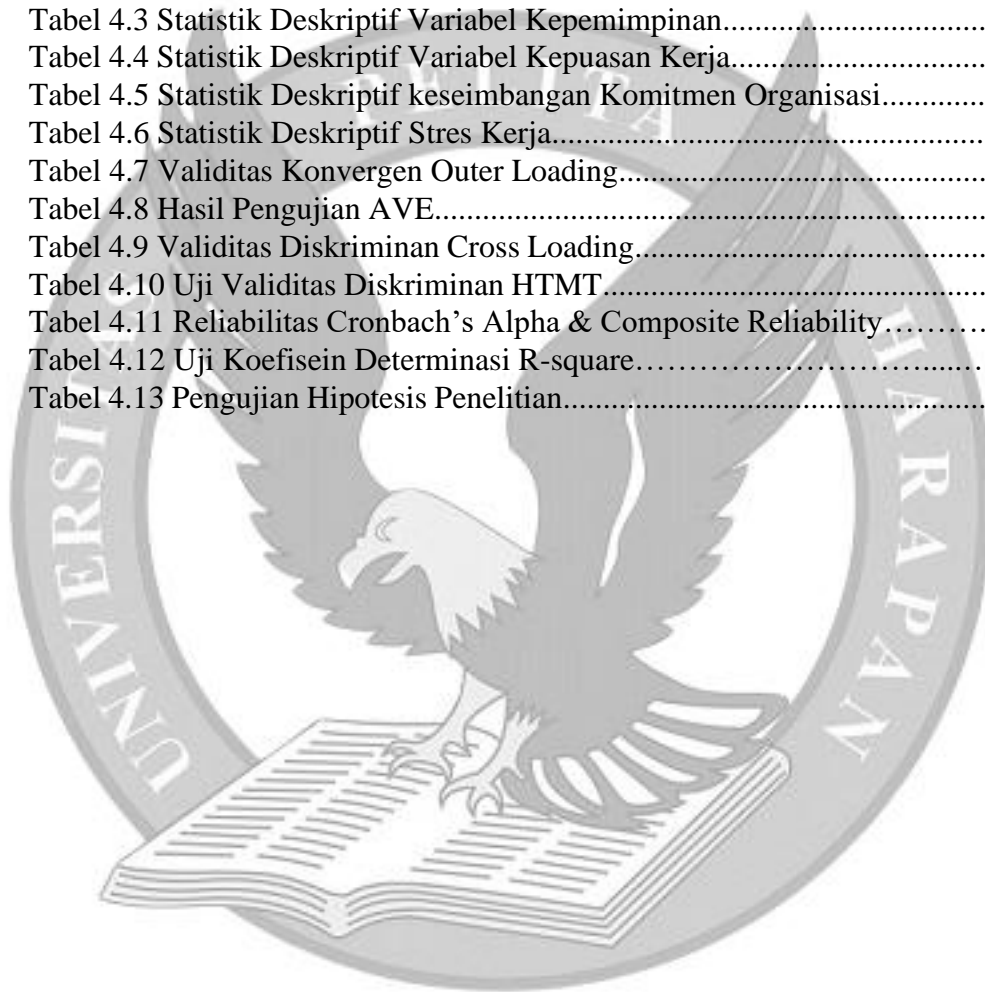 Tabel 4.3 Statistik Deskriptif Variabel Kepemimpinan.................................
Tabel 4.4 Statistik Deskriptif Variabel Kepuasan Kerja................................
Tabel 4.5 Statistik Deskriptif keseimbangan Komitmen Organisasi.............
Tabel 4.6 Statistik Deskriptif Stres Kerja......................................................
Tabel 4.7 Validitas Konvergen Outer Loading..........................................
Tabel 4.8 Hasil Pengujian AVE.....................................................................
Tabel 4.9 Validitas Diskriminan Cross Loading............................................
Tabel 4.10 Uji Validitas Diskriminan HTMT................................................
Tabel 4.11 Reliabilitas Cronbach’s Alpha & Composite Reliability……….
Tabel 4.12 Uji Koefisein Determinasi R-square……………………….....…
Tabel 4.13 Pengujian Hipotesis Penelitian.....................................................
UNIVERSITAS PELITA HARAPAN